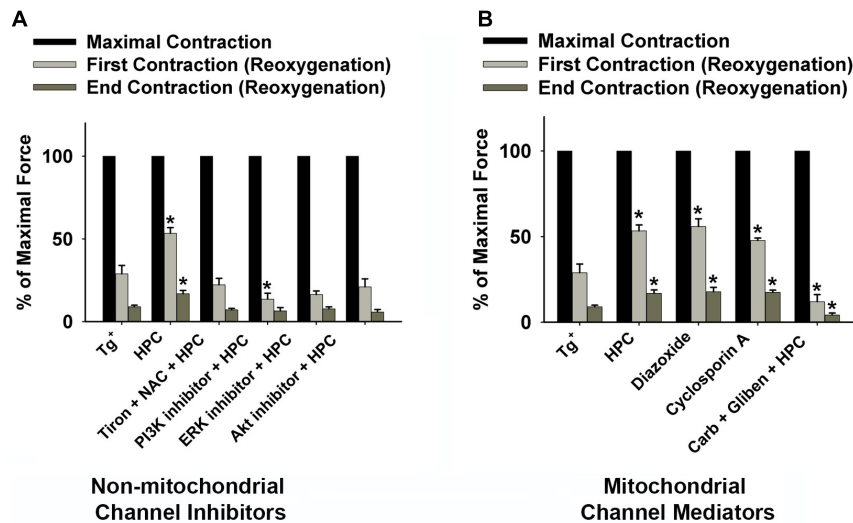 A
Maximal Contraction
First Contraction (Reoxygenation)
End Contraction (Reoxygenation)
% of Maximal Force
100
50
0
*
*
*
Tg+
HPC
Tiron + NAC + HPC
PI3K inhibitor + HPC
ERK inhibitor + HPC
Akt inhibitor + HPC
Non-mitochondrial
Channel Inhibitors
B
Maximal Contraction
First Contraction (Reoxygenation)
End Contraction (Reoxygenation)
% of Maximal Force
100
50
0
*
*
*
*
*
*
*
*
Tg+
HPC
Diazoxide
Cyclosporin A
Carb + Gliben + HPC
Mitochondrial
Channel Mediators